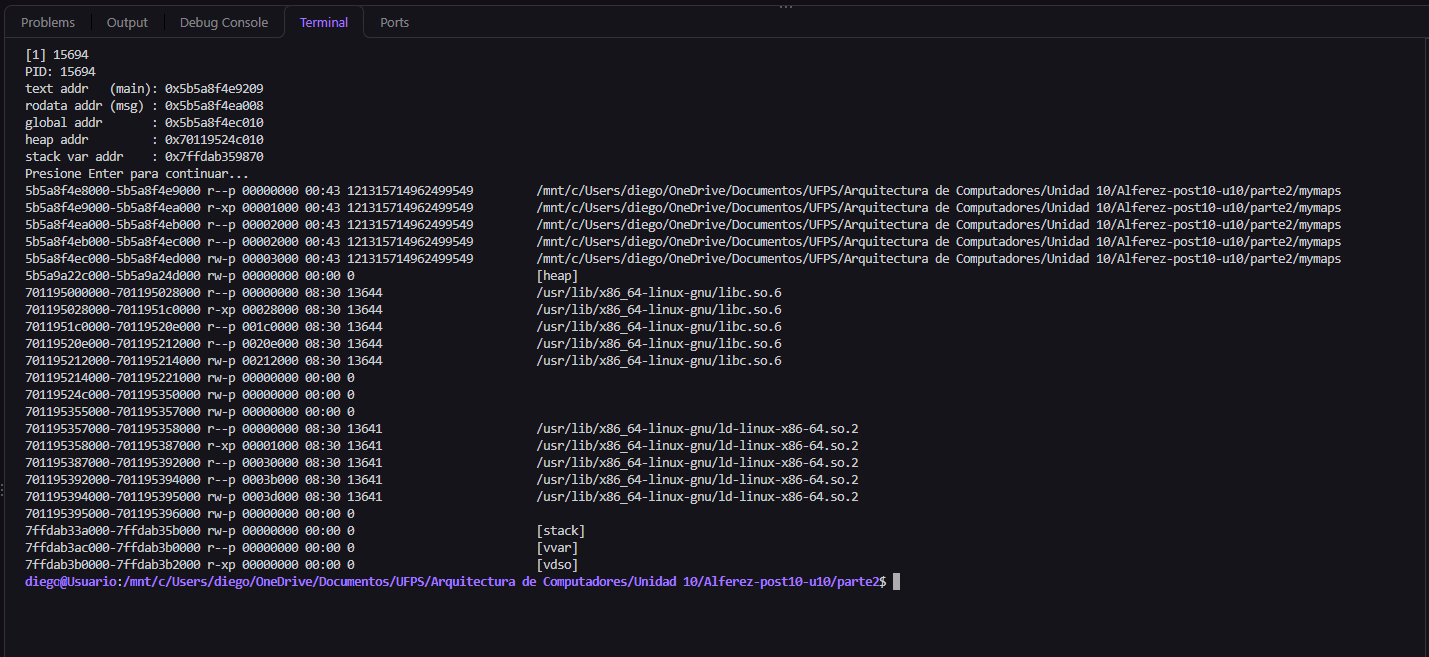 Problems Output Debug Console Terminal Ports
[1] 15694
PID: 15694
text addr   (main): 0x5b5a8f4e9209
rodata addr (msg) : 0x5b5a8f4ea008
global addr       : 0x5b5a8f4ec010
heap addr         : 0x70119524c010
stack var addr    : 0x7ffdab359870
Presione Enter para continuar...
5b5a8f4e8000-5b5a8f4e9000 r--p 00000000 00:43 121315714962499549         /mnt/c/Users/diego/OneDrive/Documentos/UFPS/Arquitectura de Computadores/Unidad 10/Alferez-post10-u10/parte2/mymaps
5b5a8f4e9000-5b5a8f4ea000 r-xp 00001000 00:43 121315714962499549         /mnt/c/Users/diego/OneDrive/Documentos/UFPS/Arquitectura de Computadores/Unidad 10/Alferez-post10-u10/parte2/mymaps
5b5a8f4ea000-5b5a8f4eb000 r--p 00002000 00:43 121315714962499549         /mnt/c/Users/diego/OneDrive/Documentos/UFPS/Arquitectura de Computadores/Unidad 10/Alferez-post10-u10/parte2/mymaps
5b5a8f4eb000-5b5a8f4ec000 r--p 00002000 00:43 121315714962499549         /mnt/c/Users/diego/OneDrive/Documentos/UFPS/Arquitectura de Computadores/Unidad 10/Alferez-post10-u10/parte2/mymaps
5b5a8f4ec000-5b5a8f4ed000 rw-p 00003000 00:43 121315714962499549         /mnt/c/Users/diego/OneDrive/Documentos/UFPS/Arquitectura de Computadores/Unidad 10/Alferez-post10-u10/parte2/mymaps
5b5a9a22c000-5b5a9a24d000 rw-p 00000000 00:00 0                          [heap]
701195000000-701195028000 r--p 00000000 08:30 13644                      /usr/lib/x86_64-linux-gnu/libc.so.6
701195028000-7011951c0000 r-xp 00028000 08:30 13644                      /usr/lib/x86_64-linux-gnu/libc.so.6
7011951c0000-70119520e000 r--p 001c0000 08:30 13644                      /usr/lib/x86_64-linux-gnu/libc.so.6
70119520e000-701195212000 r--p 0020e000 08:30 13644                      /usr/lib/x86_64-linux-gnu/libc.so.6
701195212000-701195214000 rw-p 00212000 08:30 13644                      /usr/lib/x86_64-linux-gnu/libc.so.6
701195214000-701195221000 rw-p 00000000 00:00 0
70119524c000-701195350000 rw-p 00000000 00:00 0
701195355000-701195357000 rw-p 00000000 00:00 0
701195357000-701195358000 r--p 00000000 08:30 13641                      /usr/lib/x86_64-linux-gnu/ld-linux-x86-64.so.2
701195358000-701195387000 r-xp 00001000 08:30 13641                      /usr/lib/x86_64-linux-gnu/ld-linux-x86-64.so.2
701195387000-701195392000 r--p 00030000 08:30 13641                      /usr/lib/x86_64-linux-gnu/ld-linux-x86-64.so.2
701195392000-701195394000 r--p 0003b000 08:30 13641                      /usr/lib/x86_64-linux-gnu/ld-linux-x86-64.so.2
701195394000-701195395000 rw-p 0003d000 08:30 13641                      /usr/lib/x86_64-linux-gnu/ld-linux-x86-64.so.2
701195395000-701195396000 rw-p 00000000 00:00 0
7ffdab33a000-7ffdab35b000 rw-p 00000000 00:00 0                          [stack]
7ffdab3ac000-7ffdab3b0000 r--p 00000000 00:00 0                          [vvar]
7ffdab3b0000-7ffdab3b2000 r-xp 00000000 00:00 0                          [vdso]
diego@Usuario:/mnt/c/Users/diego/OneDrive/Documentos/UFPS/Arquitectura de Computadores/Unidad 10/Alferez-post10-u10/parte2$